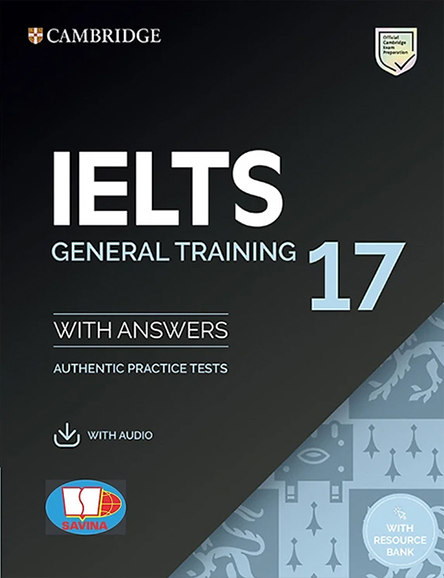 CAMBRIDGE
Official
Cambridge
Exam
Preparation
IELTS
GENERAL TRAINING 17
WITH ANSWERS
AUTHENTIC PRACTICE TESTS
WITH AUDIO
SAVINA
WITH
RESOURCE
BANK